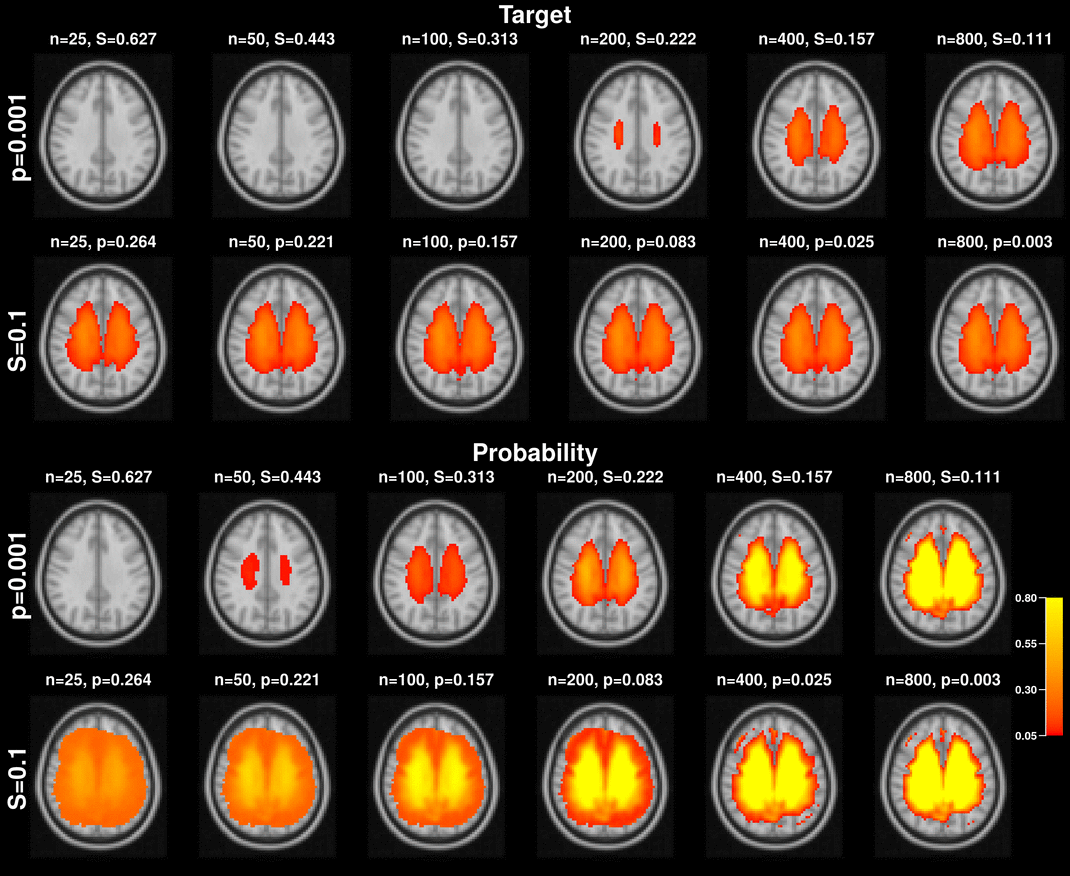 Target
n=25, S=0.627 n=50, S=0.443 n=100, S=0.313 n=200, S=0.222 n=400, S=0.157 n=800, S=0.111
p=0.001
n=25, p=0.264 n=50, p=0.221 n=100, p=0.157 n=200, p=0.083 n=400, p=0.025 n=800, p=0.003
S=0.1
Probability
n=25, S=0.627 n=50, S=0.443 n=100, S=0.313 n=200, S=0.222 n=400, S=0.157 n=800, S=0.111
p=0.001
0.80
0.55
0.30
0.05
n=25, p=0.264 n=50, p=0.221 n=100, p=0.157 n=200, p=0.083 n=400, p=0.025 n=800, p=0.003
S=0.1